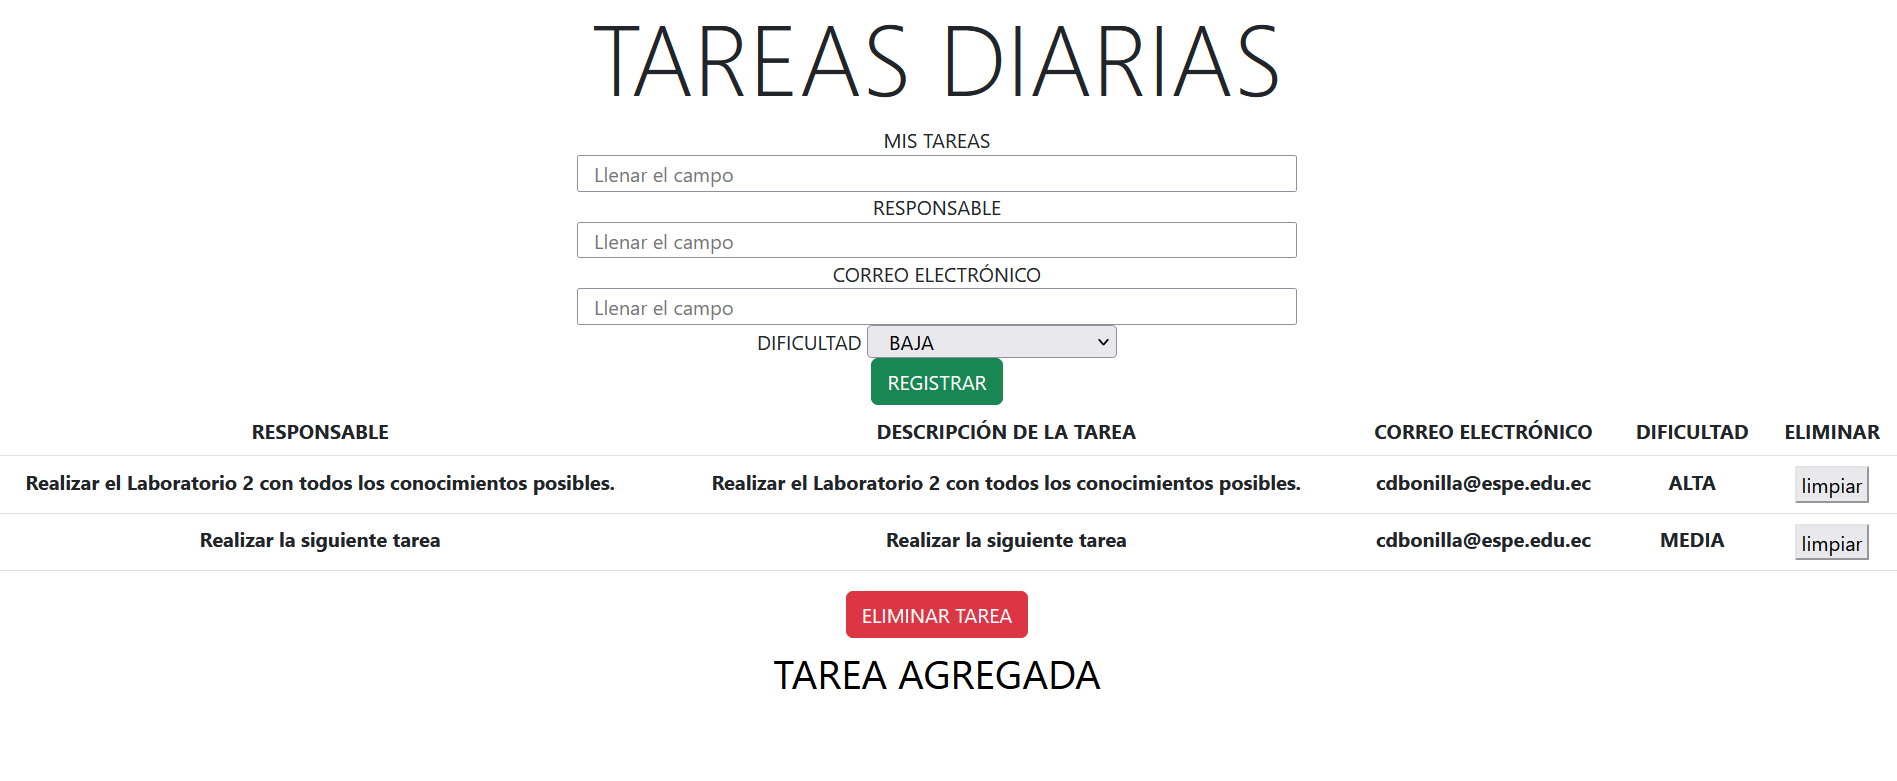 TAREAS DIARIAS
MIS TAREAS
Llenar el campo
RESPONSABLE
Llenar el campo
CORREO ELECTRÓNICO
Llenar el campo
DIFICULTAD BAJA
REGISTRAR
RESPONSABLE DESCRIPCIÓN DE LA TAREA CORREO ELECTRÓNICO DIFICULTAD ELIMINAR
Realizar el Laboratorio 2 con todos los conocimientos posibles. Realizar el Laboratorio 2 con todos los conocimientos posibles. cdbonilla@espe.edu.ec ALTA limpiar
Realizar la siguiente tarea Realizar la siguiente tarea cdbonilla@espe.edu.ec MEDIA limpiar
ELIMINAR TAREA
TAREA AGREGADA